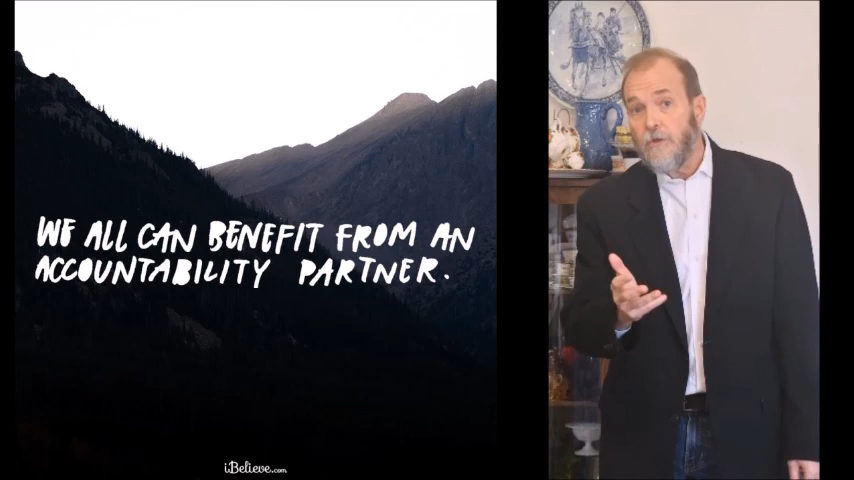 WE ALL CAN BENEFIT FROM AN
ACCOUNTABILITY PARTNER.
iBelieve.com